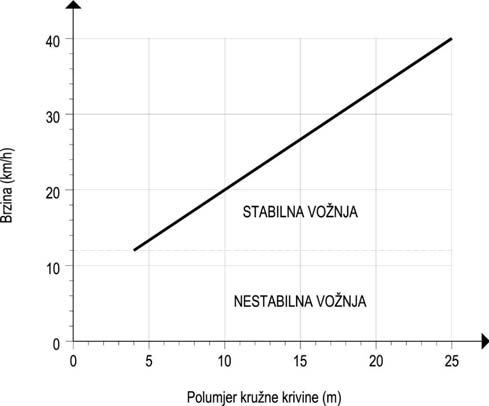 Brzina (km/h)
40
30
20
10
0
STABILNA VOŽNJA
NESTABILNA VOŽNJA
0 5 10 15 20 25
Polumjer kružne krivine (m)